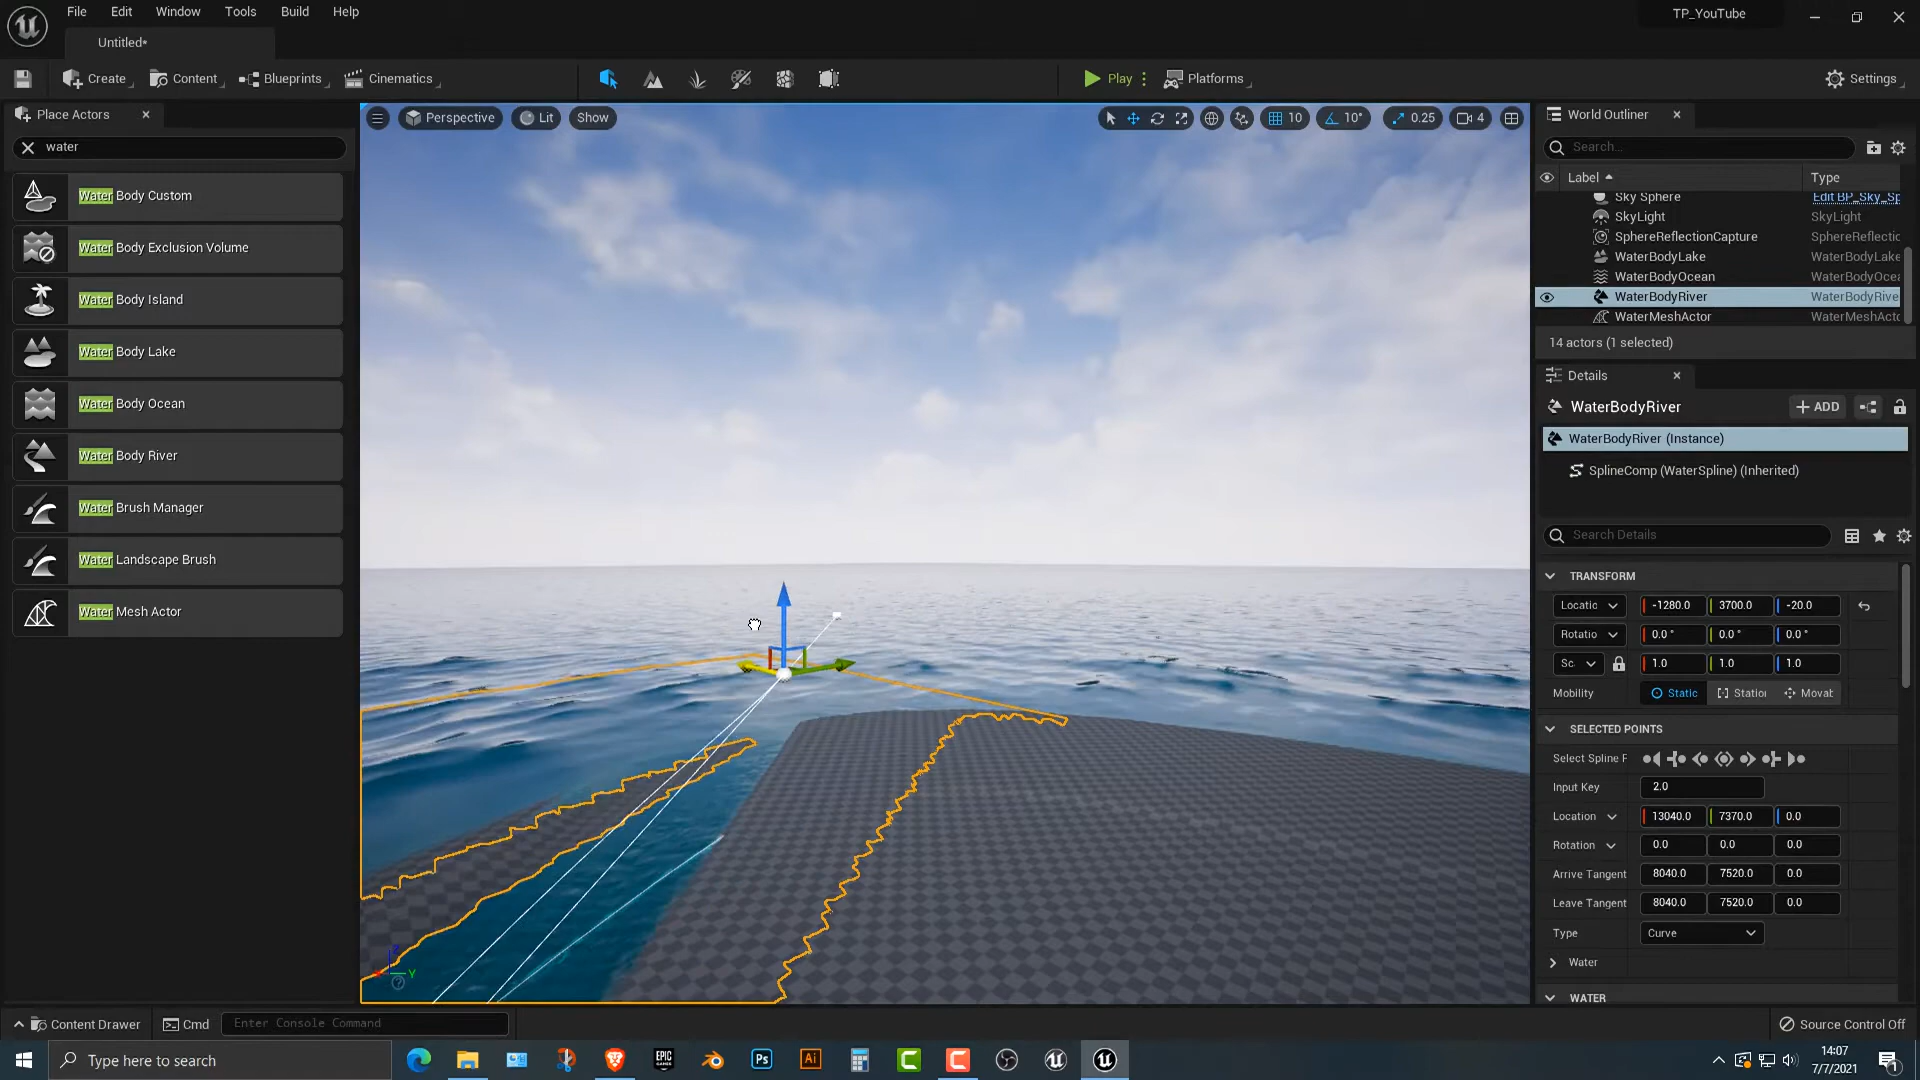 File Edit Window Tools Build Help
TP_YouTube
Untitled*
Create Content Blueprints Cinematics
Play Platforms
Settings
Place Actors
water
Water Body Custom
Water Body Exclusion Volume
Water Body Island
Water Body Lake
Water Body Ocean
Water Body River
Water Brush Manager
Water Landscape Brush
Water Mesh Actor
Perspective Lit Show
10 10° 0.25 4
World Outliner
Search...
Label Type
Sky Sphere Edit BP_Sky_Sp
SkyLight SkyLight
SphereReflectionCapture SphereReflectic
WaterBodyLake WaterBodyLake
WaterBodyOcean WaterBodyOcea
WaterBodyRiver WaterBodyRive
WaterMeshActor WaterMeshActo
14 actors (1 selected)
Details
WaterBodyRiver
+ ADD
WaterBodyRiver (Instance)
SplineComp (WaterSpline) (Inherited)
Search Details
TRANSFORM
Locatic -1280.0 3700.0 -20.0
Rotatio 0.0 ° 0.0 ° 0.0 °
Sc. 1.0 1.0 1.0
Mobility Static Station Movab
SELECTED POINTS
Select Spline P
Input Key 2.0
Location 13040.0 7370.0 0.0
Rotation 0.0 0.0 0.0
Arrive Tangent 8040.0 7520.0 0.0
Leave Tangent 8040.0 7520.0 0.0
Type Curve
Water
WATER
Z
Y
Content Drawer Cmd Enter Console Command
Source Control Off
Type here to search
EPIC GAMES
Ps
Ai
14:07
7/7/2021
1